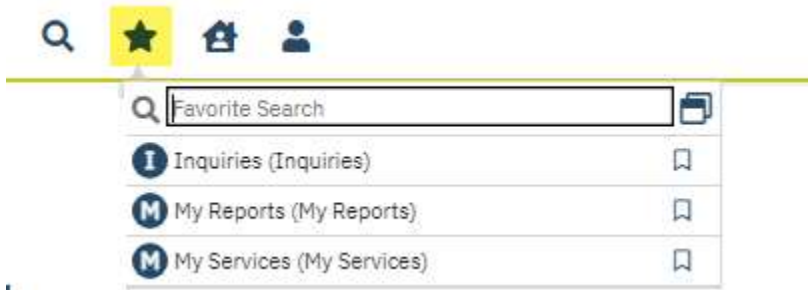 Favorite Search
I Inquiries (Inquiries)
M My Reports (My Reports)
M My Services (My Services)